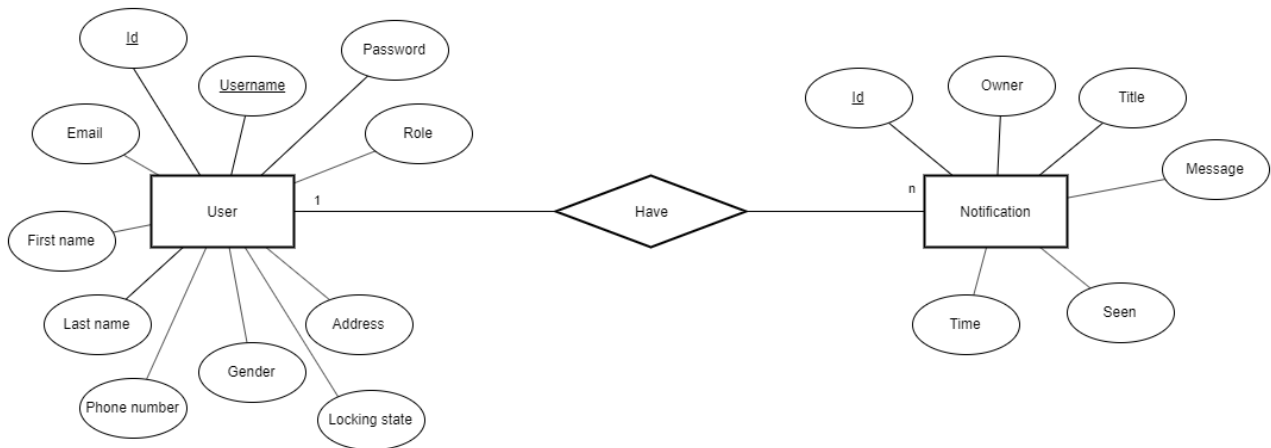 Id
Username
Password
Email
Role
User
1
First name
Last name
Address
Gender
Phone number
Locking state
Have
n
Id
Owner
Title
Message
Notification
Time
Seen